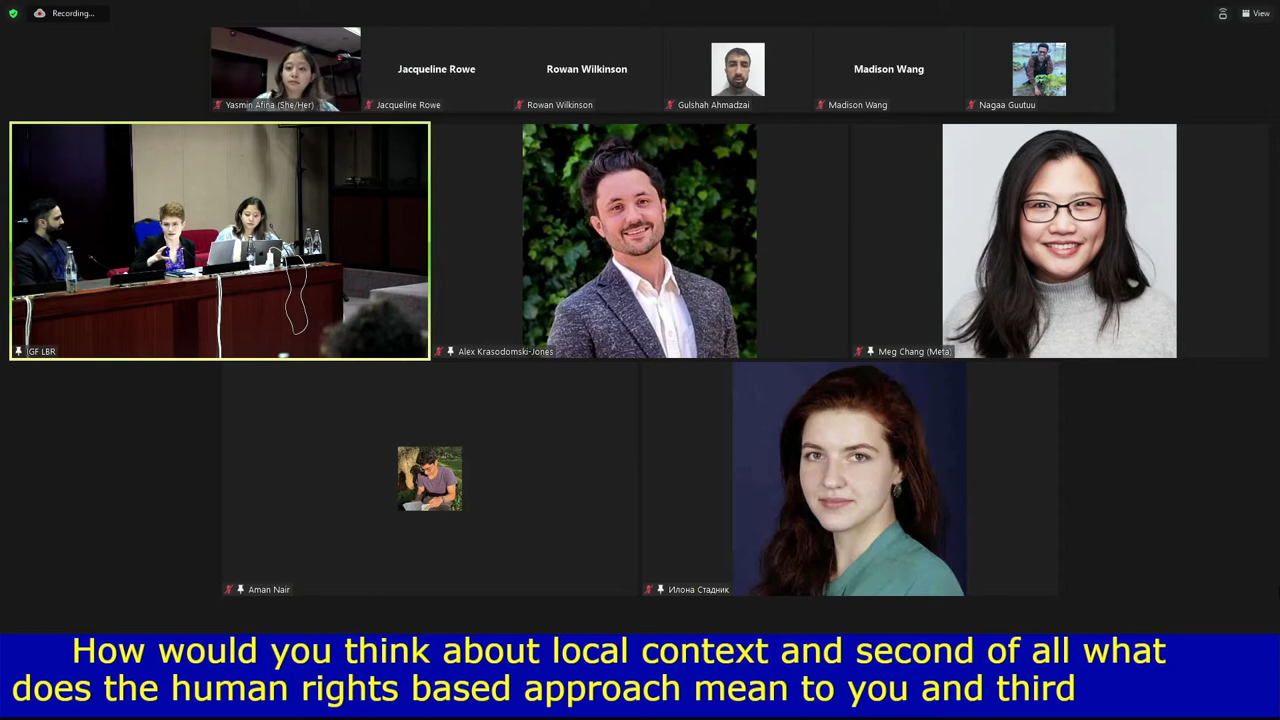 Recording...
View
Jacqueline Rowe
Rowan Wilkinson
Madison Wang
Yasmin Afina (She/Her)
Jacqueline Rowe
Rowan Wilkinson
Gulshah Ahmadzai
Madison Wang
Nagaa Guutuu
IGF LBR
Alex Krasodomski-Jones
Meg Chang (Meta)
Aman Nair
Илона Стадник
How would you think about local context and second of all what
does the human rights based approach mean to you and third